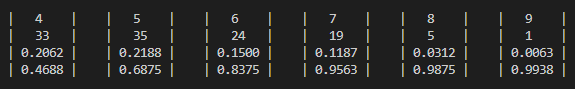 | 4 | | 5 | | 6 | | 7 | | 8 | | 9 |
| 33 | | 35 | | 24 | | 19 | | 5 | | 1 |
| 0.2062 | | 0.2188 | | 0.1500 | | 0.1187 | | 0.0312 | | 0.0063 |
| 0.4688 | | 0.6875 | | 0.8375 | | 0.9563 | | 0.9875 | | 0.9938 |